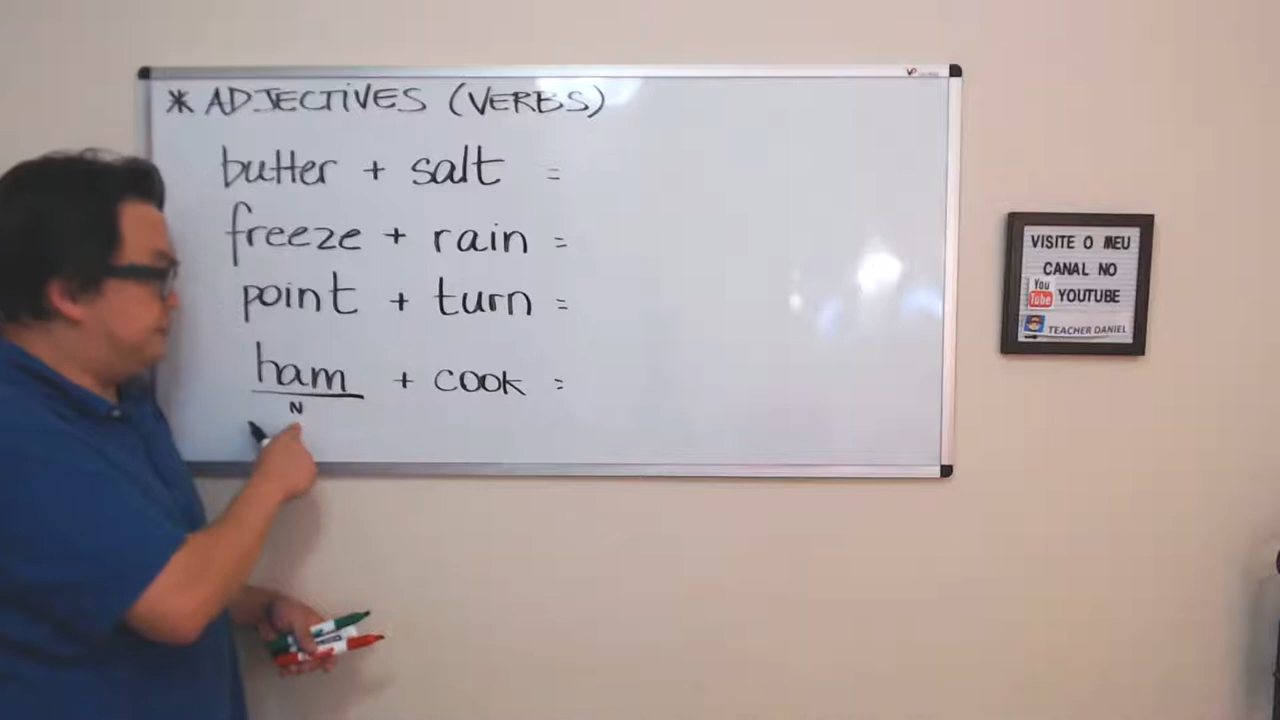 * ADJECTIVES (VERBS)
butter + salt =
freeze + rain =
point + turn =
ham + cook =
N
VISITE O MEU
CANAL NO
You Tube YOUTUBE
TEACHER DANIEL